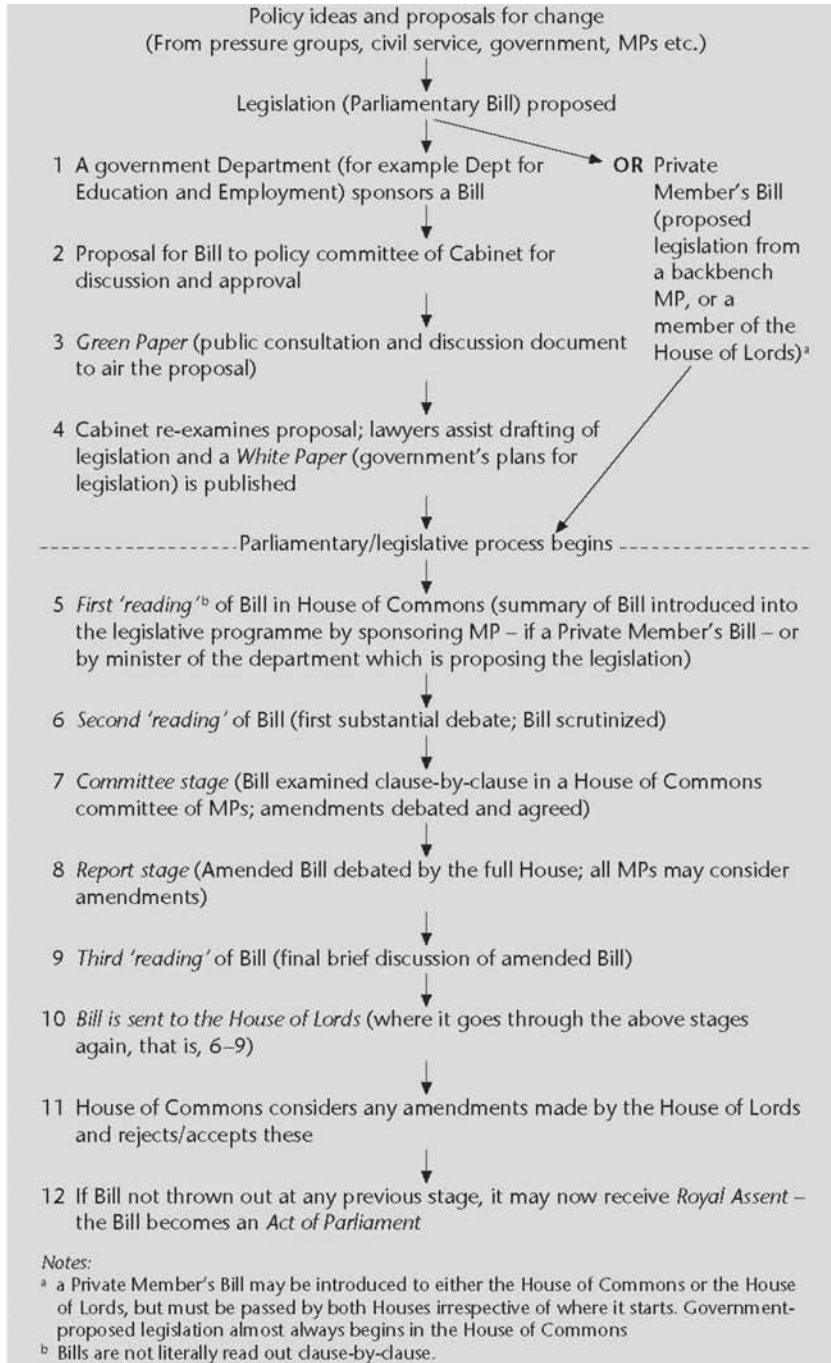 Policy ideas and proposals for change
(From pressure groups, civil service, government, MPs etc.)
Legislation (Parliamentary Bill) proposed
1 A government Department (for example Dept for
Education and Employment) sponsors a Bill
OR Private
Member's Bill
(proposed
legislation from
a backbench
MP, or a
member of the
House of Lords)ᵃ
2 Proposal for Bill to policy committee of Cabinet for
discussion and approval
3 Green Paper (public consultation and discussion document
to air the proposal)
4 Cabinet re-examines proposal; lawyers assist drafting of
legislation and a White Paper (government's plans for
legislation) is published
Parliamentary/legislative process begins
5 First 'reading'ᵇ of Bill in House of Commons (summary of Bill introduced into
the legislative programme by sponsoring MP – if a Private Member's Bill – or
by minister of the department which is proposing the legislation)
6 Second 'reading' of Bill (first substantial debate; Bill scrutinized)
7 Committee stage (Bill examined clause-by-clause in a House of Commons
committee of MPs; amendments debated and agreed)
8 Report stage (Amended Bill debated by the full House; all MPs may consider
amendments)
9 Third 'reading' of Bill (final brief discussion of amended Bill)
10 Bill is sent to the House of Lords (where it goes through the above stages
again, that is, 6–9)
11 House of Commons considers any amendments made by the House of Lords
and rejects/accepts these
12 If Bill not thrown out at any previous stage, it may now receive Royal Assent –
the Bill becomes an Act of Parliament
Notes:
ᵃ a Private Member's Bill may be introduced to either the House of Commons or the House
of Lords, but must be passed by both Houses irrespective of where it starts. Government-
proposed legislation almost always begins in the House of Commons
ᵇ Bills are not literally read out clause-by-clause.